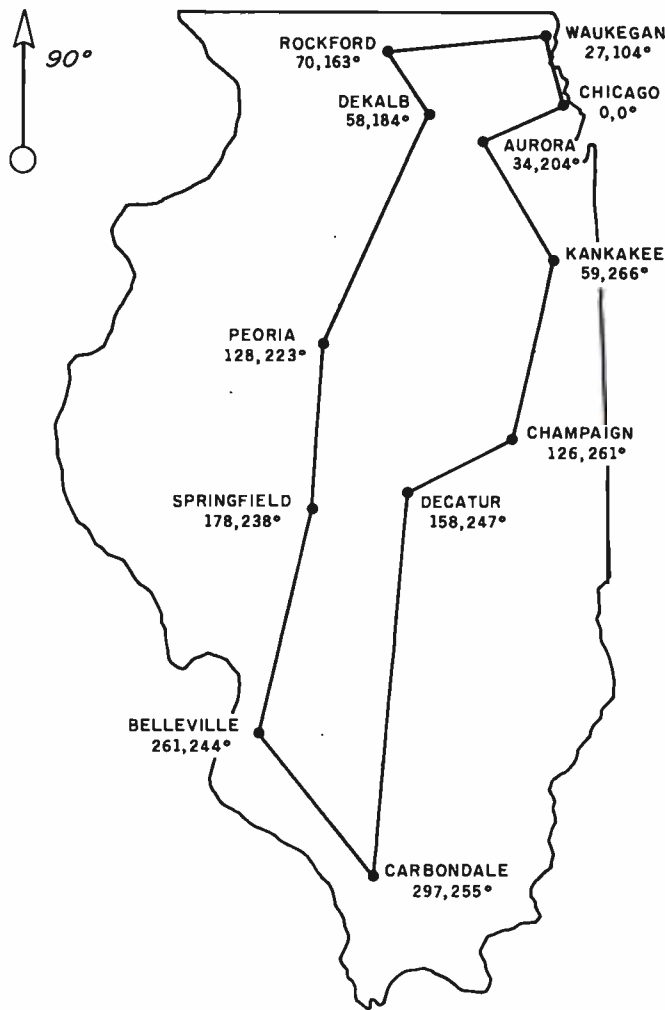 90°
ROCKFORD
70,163°
WAUKEGAN
27,104°
DEKALB
58,184°
CHICAGO
0,0°
AURORA
34,204°
KANKAKEE
59,266°
PEORIA
128,223°
CHAMPAIGN
126,261°
SPRINGFIELD
178,238°
DECATUR
158,247°
BELLEVILLE
261,244°
CARBONDALE
297,255°